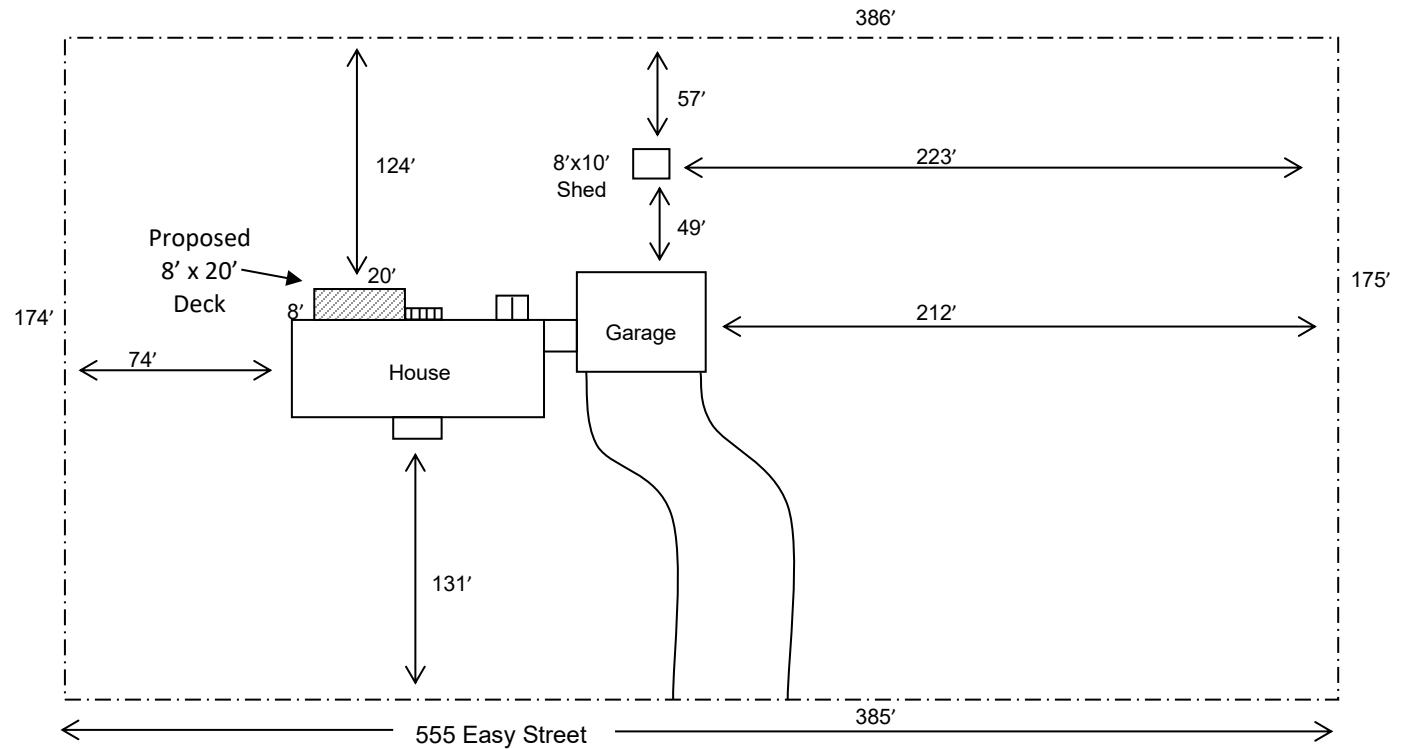 386’
57’
124’
8’x10’
Shed
223’
49’
Proposed
8’ x 20’
Deck
20’
8’
174’
175’
212’
Garage
74’
House
131’
385’
555 Easy Street